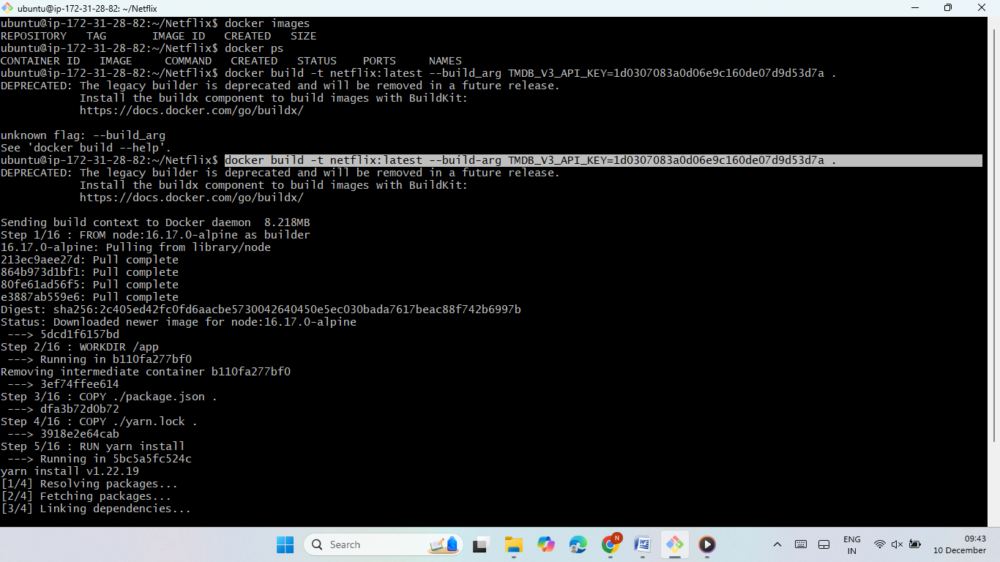 ubuntu@ip-172-31-28-82: ~/Netflix
ubuntu@ip-172-31-28-82:~/Netflix$ docker images
REPOSITORY   TAG       IMAGE ID   CREATED   SIZE
ubuntu@ip-172-31-28-82:~/Netflix$ docker ps
CONTAINER ID   IMAGE     COMMAND   CREATED   STATUS    PORTS     NAMES
ubuntu@ip-172-31-28-82:~/Netflix$ docker build -t netflix:latest --build_arg TMDB_V3_API_KEY=1d0307083a0d06e9c160de07d9d53d7a .
DEPRECATED: The legacy builder is deprecated and will be removed in a future release.
            Install the buildx component to build images with BuildKit:
            https://docs.docker.com/go/buildx/
unknown flag: --build_arg
See 'docker build --help'.
ubuntu@ip-172-31-28-82:~/Netflix$ docker build -t netflix:latest --build-arg TMDB_V3_API_KEY=1d0307083a0d06e9c160de07d9d53d7a .
DEPRECATED: The legacy builder is deprecated and will be removed in a future release.
            Install the buildx component to build images with BuildKit:
            https://docs.docker.com/go/buildx/
Sending build context to Docker daemon  8.218MB
Step 1/16 : FROM node:16.17.0-alpine as builder
16.17.0-alpine: Pulling from library/node
213ec9aee27d: Pull complete
864b973d1bf1: Pull complete
80fe61ad56f5: Pull complete
e3887ab559e6: Pull complete
Digest: sha256:2c405ed42fc0fd6aacbe5730042640450e5ec030bada7617beac88f742b6997b
Status: Downloaded newer image for node:16.17.0-alpine
 ---> 5dcd1f6157bd
Step 2/16 : WORKDIR /app
 ---> Running in b110fa277bf0
Removing intermediate container b110fa277bf0
 ---> 3ef74ffee614
Step 3/16 : COPY ./package.json .
 ---> dfa3b72d0b72
Step 4/16 : COPY ./yarn.lock .
 ---> 3918e2e64cab
Step 5/16 : RUN yarn install
 ---> Running in 5bc5a5fc524c
yarn install v1.22.19
[1/4] Resolving packages...
[2/4] Fetching packages...
[3/4] Linking dependencies...
Search
N
ENG
IN
09:43
10 December